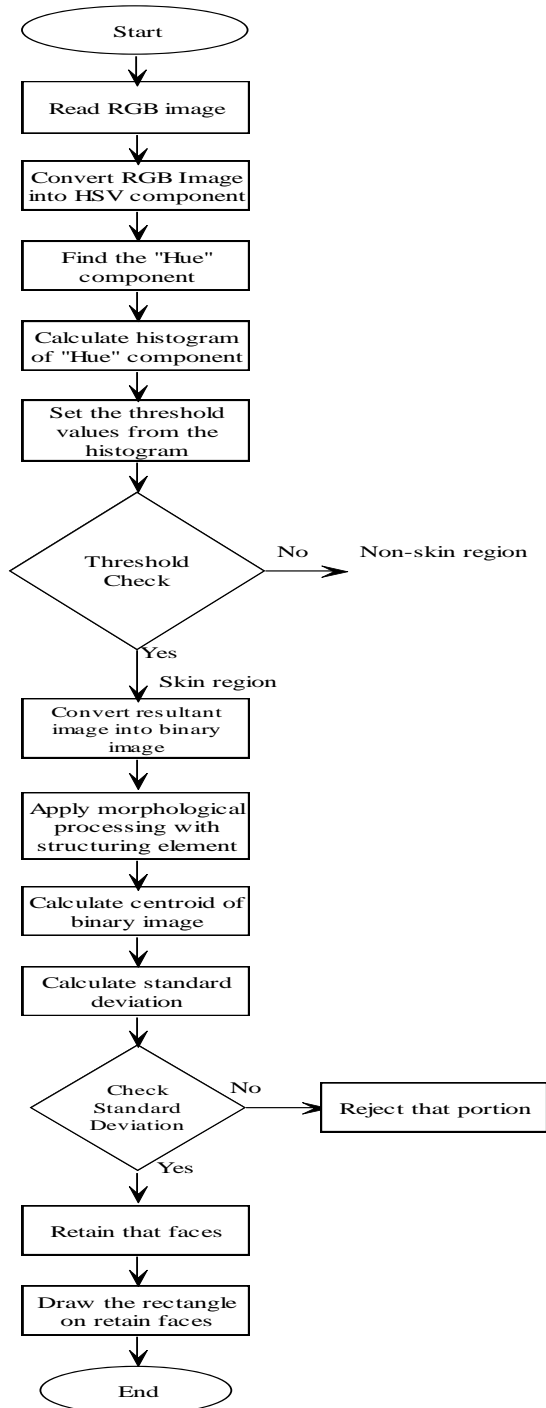 Start
Read RGB image
Convert RGB Image
into HSV component
Find the "Hue"
component
Calculate histogram
of "Hue" component
Set the threshold
values from the
histogram
Threshold
Check
No
Non-skin region
Yes
Skin region
Convert resultant
image into binary
image
Apply morphological
processing with
structuring element
Calculate centroid of
binary image
Calculate standard
deviation
Check
Standard
Deviation
No
Reject that portion
Yes
Retain that faces
Draw the rectangle
on retain faces
End